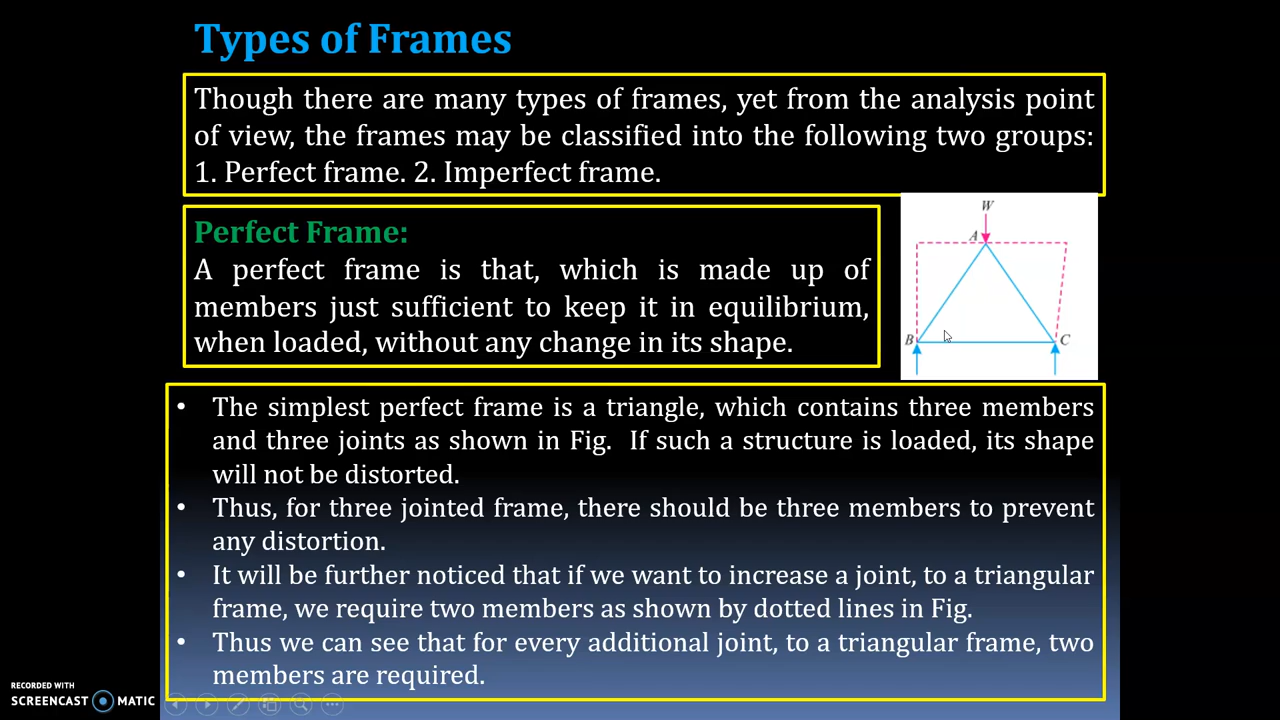 Types of Frames
Though there are many types of frames, yet from the analysis point
of view, the frames may be classified into the following two groups:
1. Perfect frame. 2. Imperfect frame.
Perfect Frame:
A perfect frame is that, which is made up of
members just sufficient to keep it in equilibrium,
when loaded, without any change in its shape.
W
A
B
C
• The simplest perfect frame is a triangle, which contains three members
and three joints as shown in Fig. If such a structure is loaded, its shape
will not be distorted.
• Thus, for three jointed frame, there should be three members to prevent
any distortion.
• It will be further noticed that if we want to increase a joint, to a triangular
frame, we require two members as shown by dotted lines in Fig.
• Thus we can see that for every additional joint, to a triangular frame, two
members are required.
RECORDED WITH
SCREENCAST MATIC